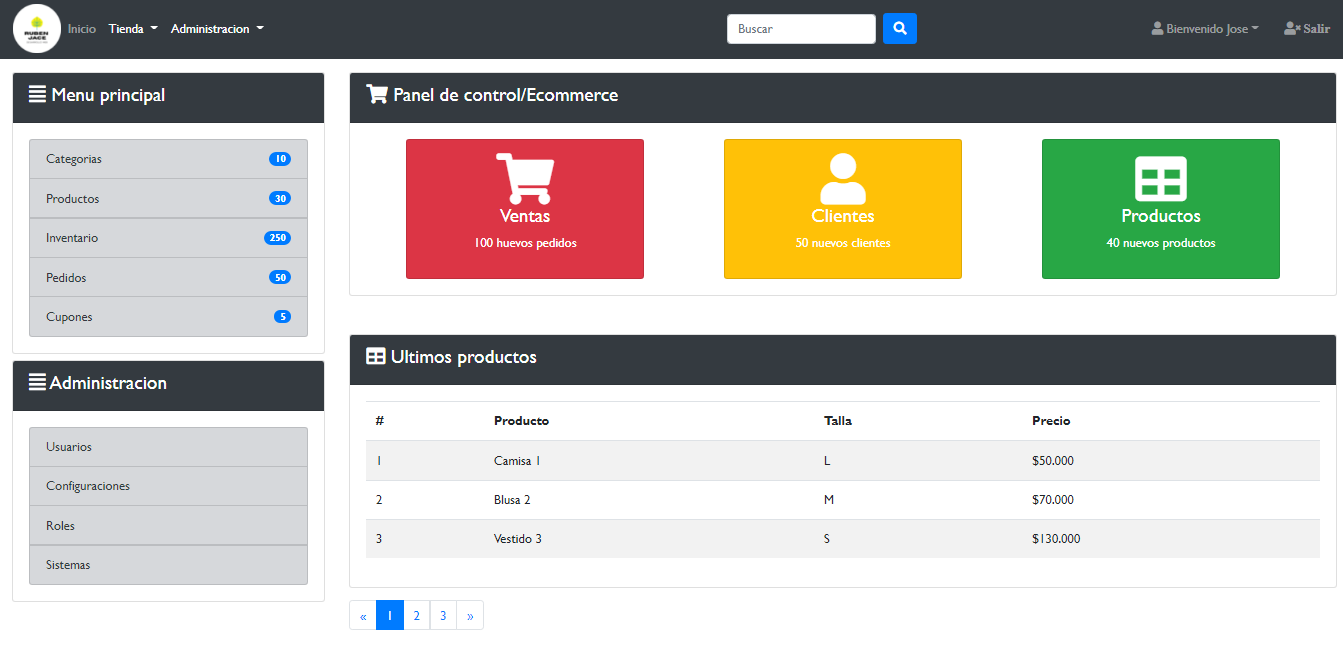 RUBEN
JACE
Inicio Tienda Administracion Buscar Bienvenido Jose Salir
Menu principal
Categorias 10
Productos 30
Inventario 250
Pedidos 50
Cupones 5
Administracion
Usuarios
Configuraciones
Roles
Sistemas
Panel de control/Ecommerce
Ventas
100 huevos pedidos
Clientes
50 nuevos clientes
Productos
40 nuevos productos
Ultimos productos
# Producto Talla Precio
1 Camisa 1 L $50.000
2 Blusa 2 M $70.000
3 Vestido 3 S $130.000
« 1 2 3 »